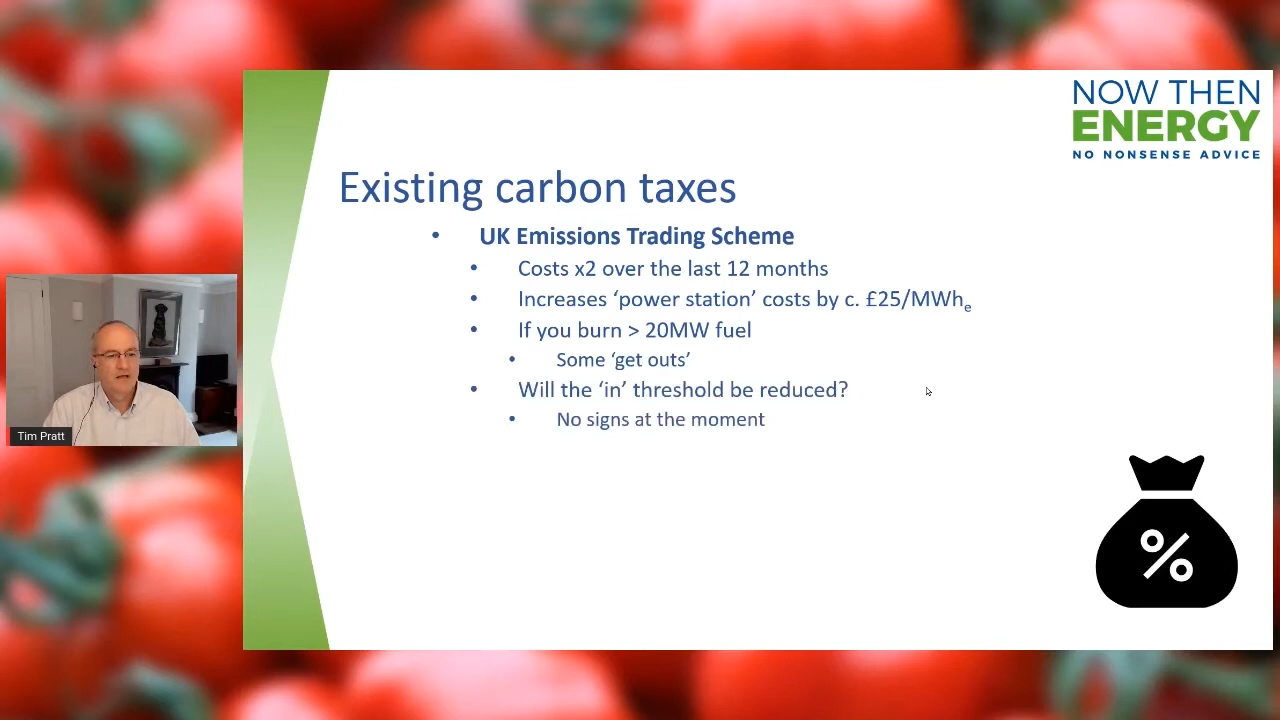 NOW THEN
ENERGY
NO NONSENSE ADVICE
Existing carbon taxes
• UK Emissions Trading Scheme
• Costs x2 over the last 12 months
• Increases ‘power station’ costs by c. £25/MWhe
• If you burn > 20MW fuel
• Some ‘get outs’
• Will the ‘in’ threshold be reduced?
• No signs at the moment
Tim Pratt
%